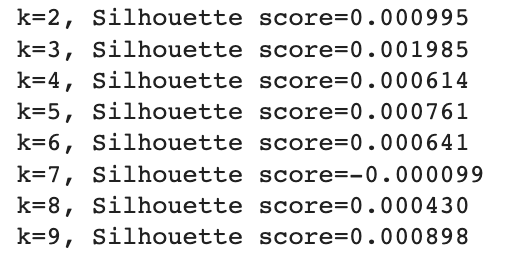 k=2, Silhouette score=0.000995
k=3, Silhouette score=0.001985
k=4, Silhouette score=0.000614
k=5, Silhouette score=0.000761
k=6, Silhouette score=0.000641
k=7, Silhouette score=-0.000099
k=8, Silhouette score=0.000430
k=9, Silhouette score=0.000898